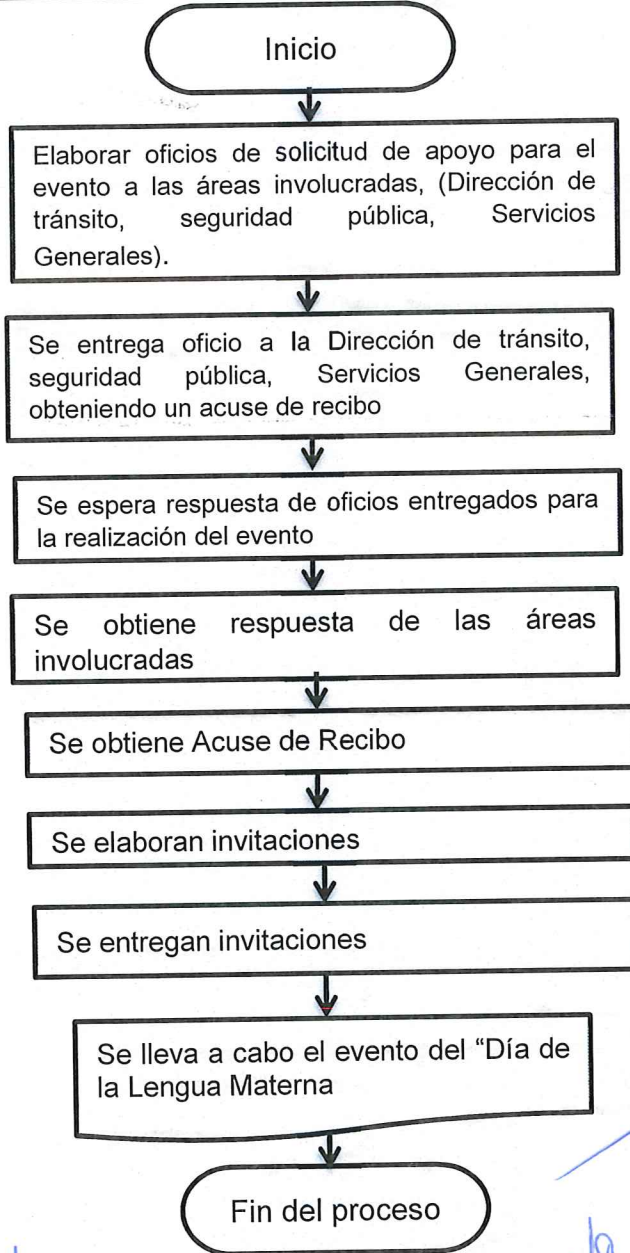 Inicio
Elaborar oficios de solicitud de apoyo para el
evento a las áreas involucradas, (Dirección de
tránsito, seguridad pública, Servicios
Generales).
Se entrega oficio a la Dirección de tránsito,
seguridad pública, Servicios Generales,
obteniendo un acuse de recibo
Se espera respuesta de oficios entregados para
la realización del evento
Se obtiene respuesta de las áreas
involucradas
Se obtiene Acuse de Recibo
Se elaboran invitaciones
Se entregan invitaciones
Se lleva a cabo el evento del “Día de
la Lengua Materna
Fin del proceso